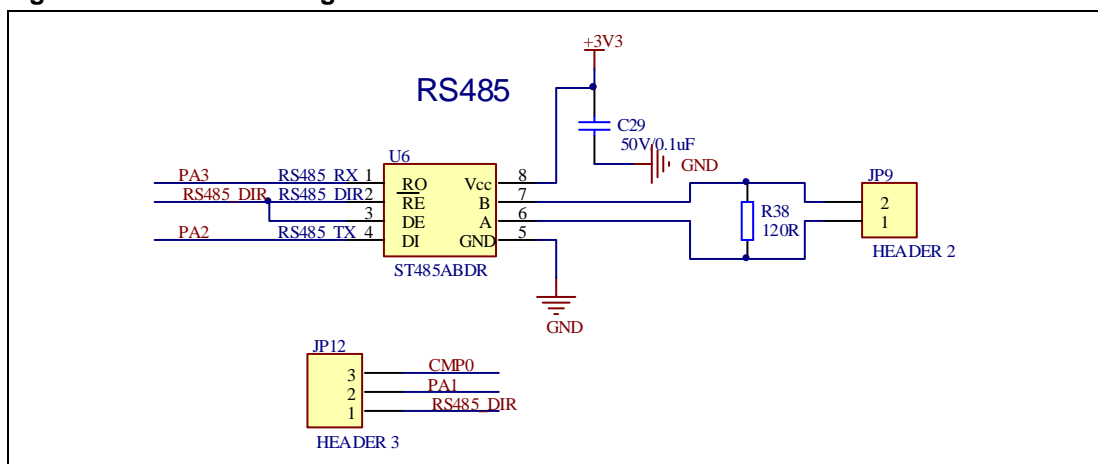 +3V3
RS485
C29
50V/0.1uF
GND
U6
PA3 RS485_RX 1 RO Vcc 8
RS485_DIR RS485_DIR 2 RE B 7
3 DE A 6
PA2 RS485_TX 4 DI GND 5
ST485ABDR
GND
R38
120R
JP9
2
1
HEADER 2
JP12
3 CMP0
2 PA1
1 RS485_DIR
HEADER 3